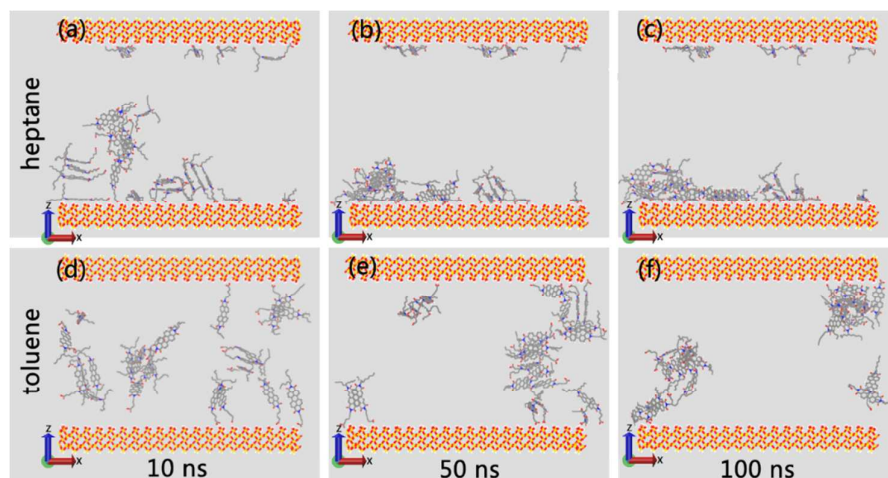 (a) (b) (c)
heptane
z x z x z x
(d) (e) (f)
toluene
z x z x z x
10 ns 50 ns 100 ns